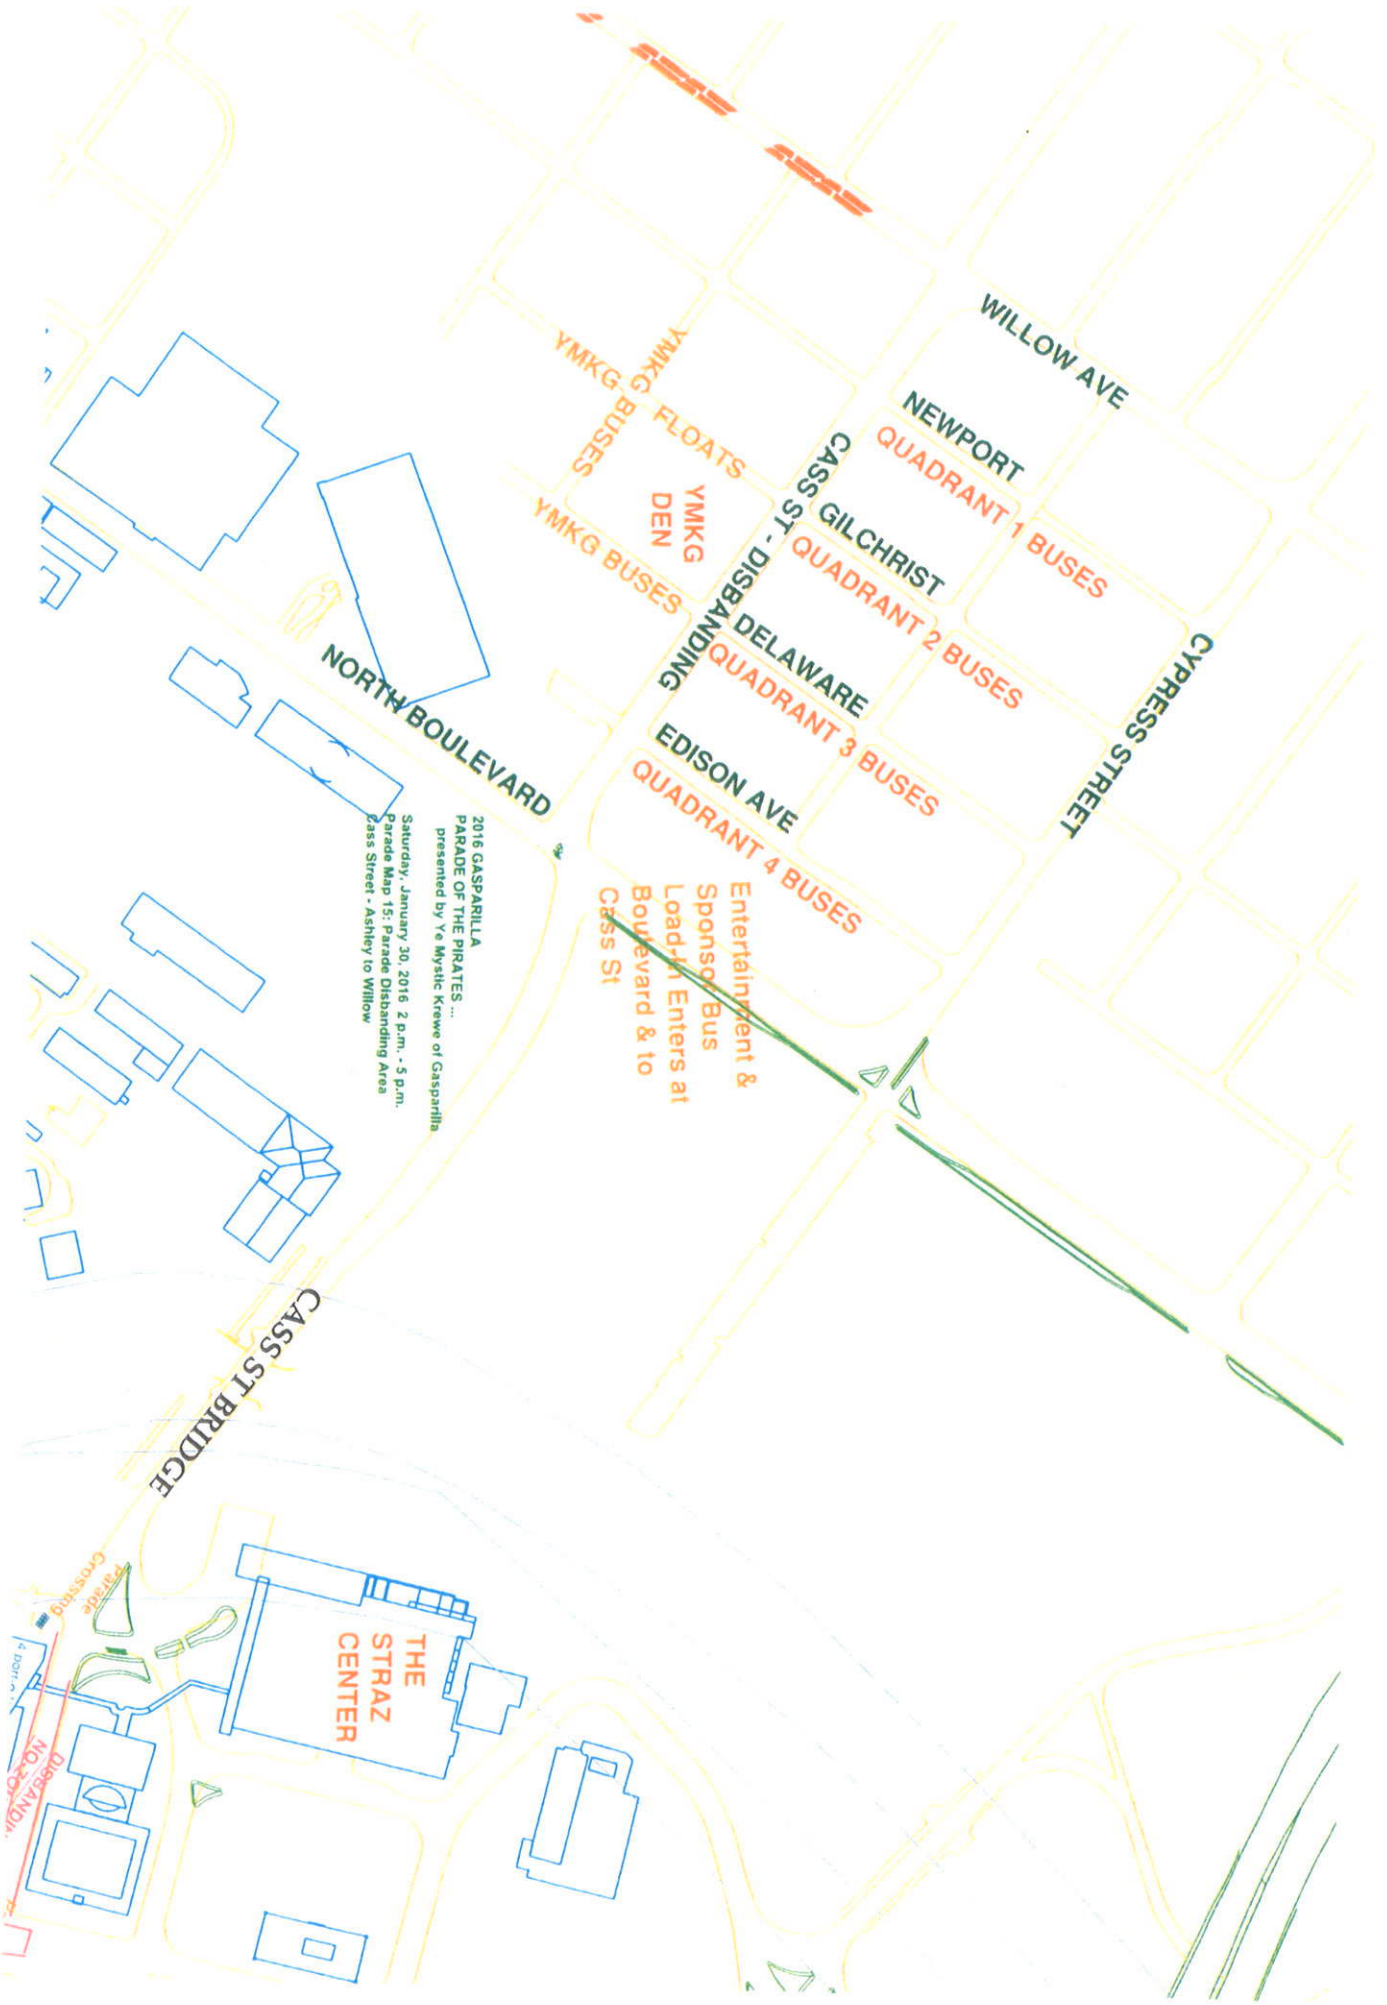 WILLOW AVE
NEWPORT
QUADRANT 1 BUSES
GILCHRIST
QUADRANT 2 BUSES
DELAWARE
QUADRANT 3 BUSES
EDISON AVE
QUADRANT 4 BUSES
CYPRESS STREET
CASS ST - DISBANDING
YMKG FLOATS
YMKG BUSES
YMKG
DEN
YMKG BUSES
NORTH BOULEVARD
Entertainment &
Sponsor Bus
Load-In Enters at
Boulevard & to
Cass St
2016 GASPARILLA
PARADE OF THE PIRATES ...
presented by Ye Mystic Krewe of Gasparilla
Saturday, January 30, 2016 2 p.m. - 5 p.m.
Parade Map 15: Parade Disbanding Area
Cass Street - Ashley to Willow
CASS ST BRIDGE
Parade
Crossing
THE
STRAZ
CENTER